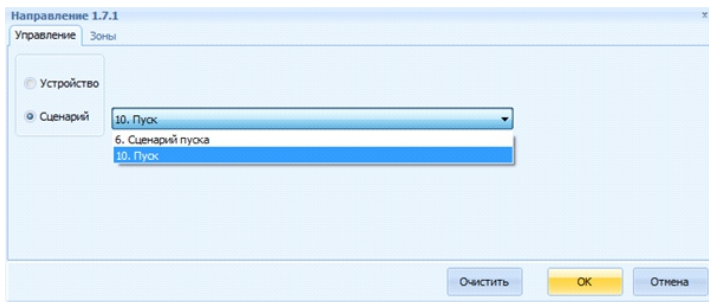 Направление 1.7.1
Управление Зоны
Устройство
Сценарий 10. Пуск
6. Сценарий пуска
10. Пуск
Очистить OK Отмена